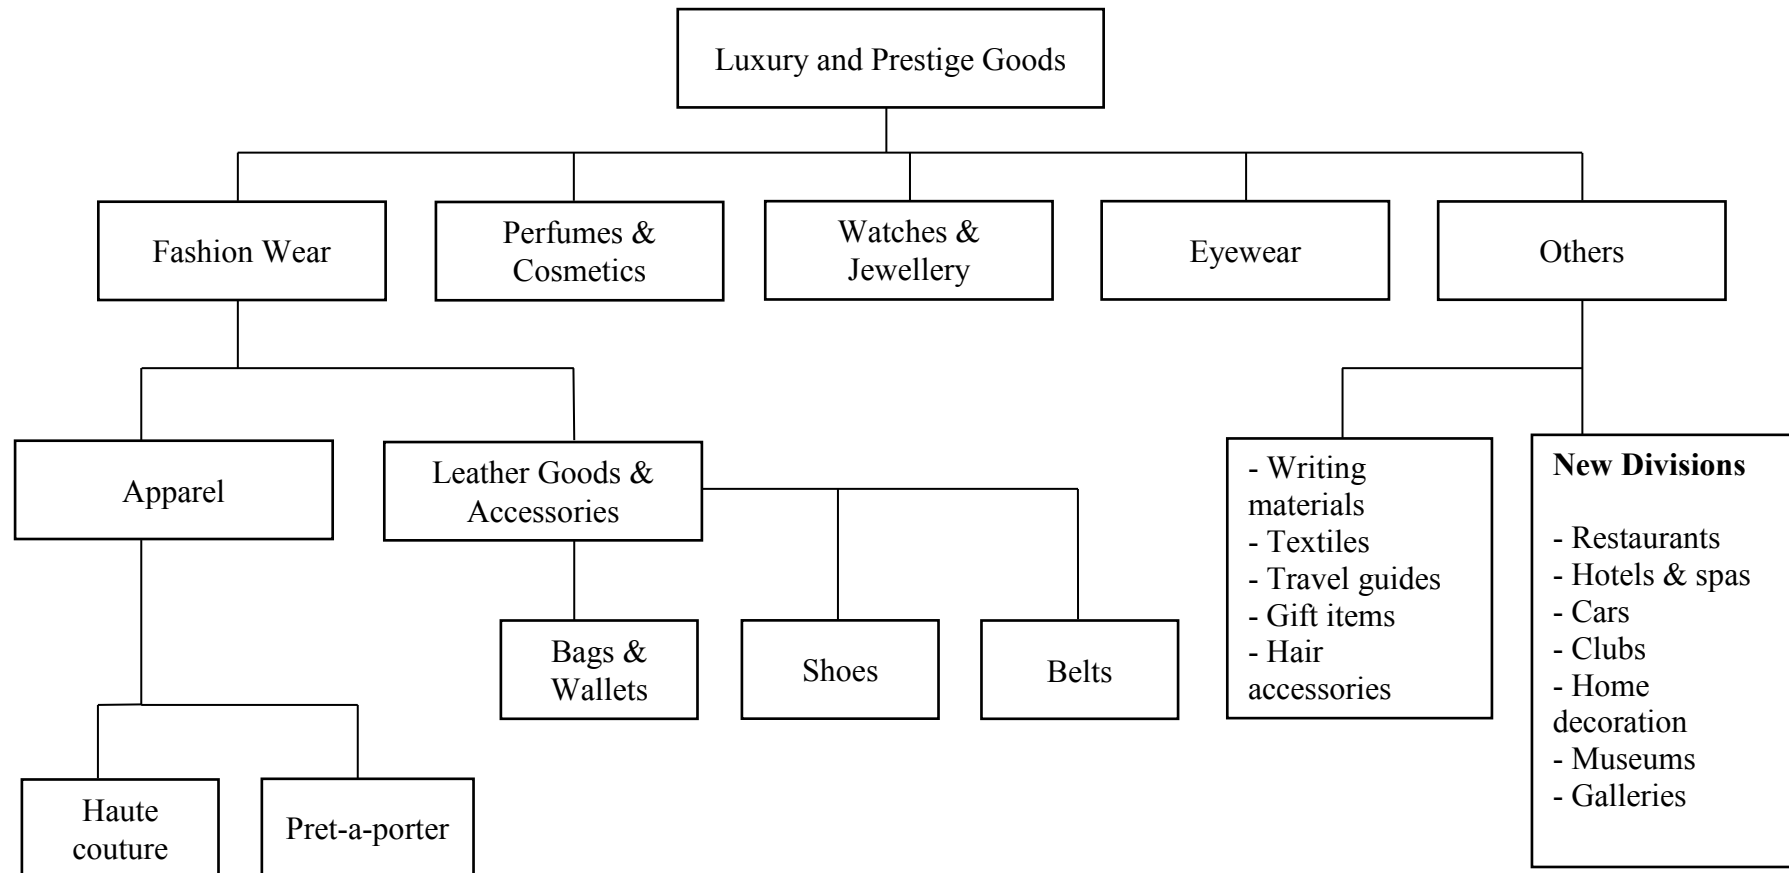 Luxury and Prestige Goods
Fashion Wear
Perfumes &
Cosmetics
Watches &
Jewellery
Eyewear
Others
Apparel
Leather Goods &
Accessories
- Writing
materials
- Textiles
- Travel guides
- Gift items
- Hair
accessories
New Divisions
- Restaurants
- Hotels & spas
- Cars
- Clubs
- Home
decoration
- Museums
- Galleries
Bags &
Wallets
Shoes
Belts
Haute
couture
Pret-a-porter